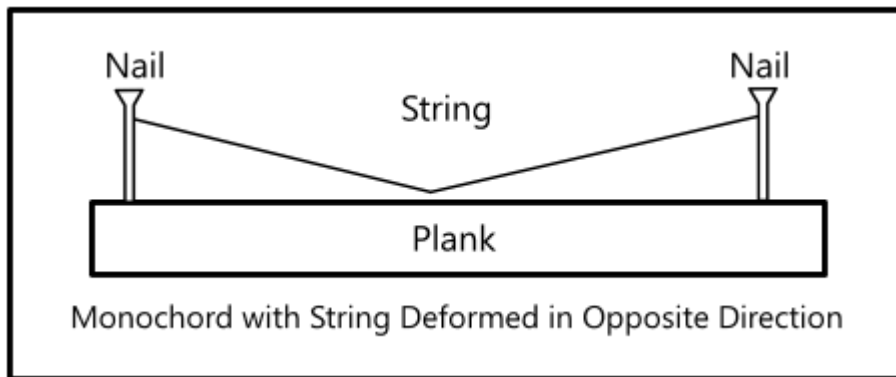 Nail
Nail
String
Plank
Monochord with String Deformed in Opposite Direction